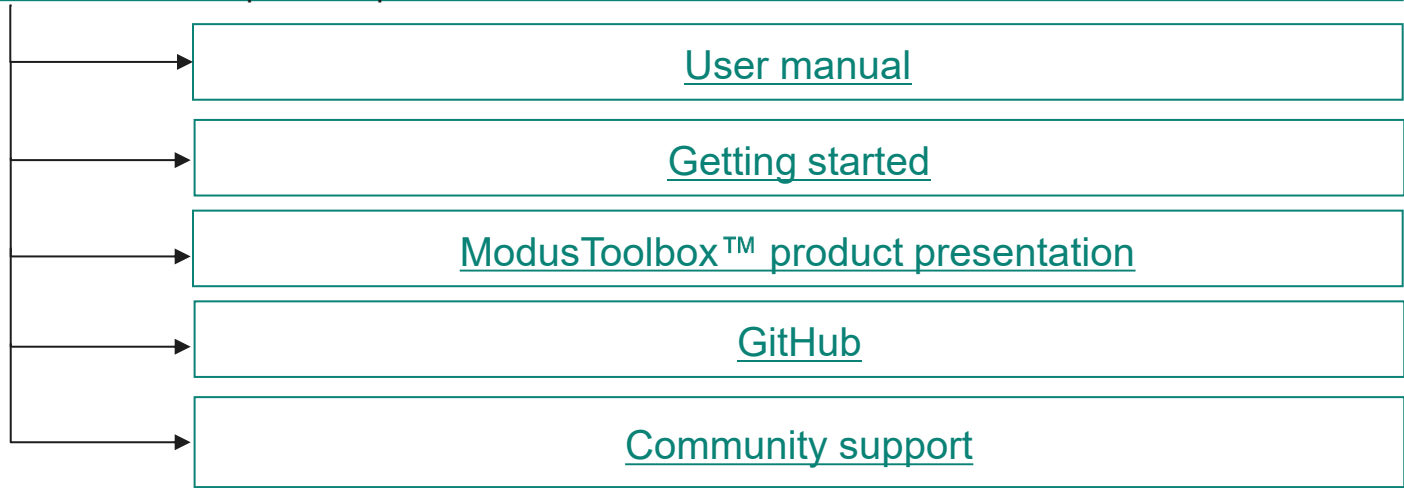 User manual
Getting started
ModusToolbox™ product presentation
GitHub
Community support